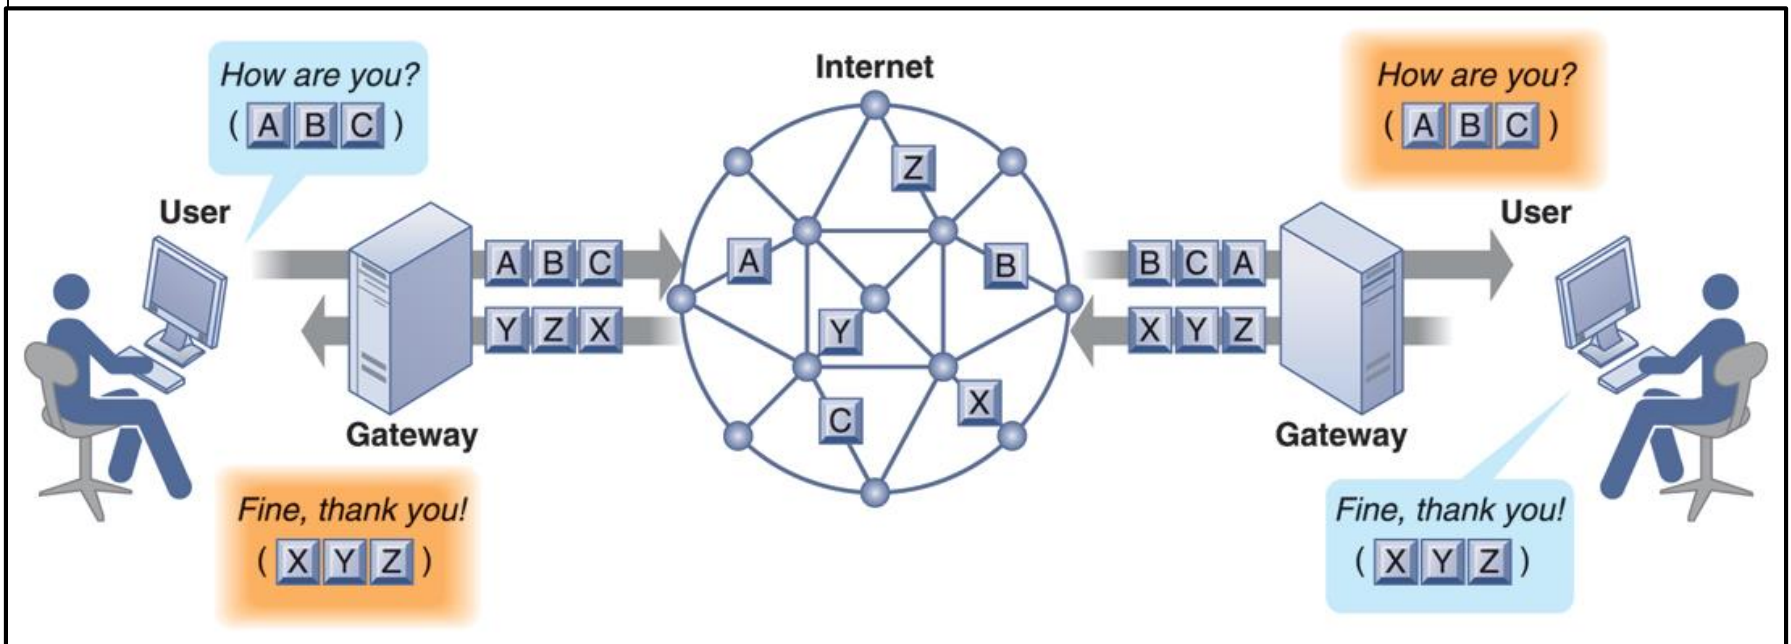 How are you?
( A B C )
User
A B C
Y Z X
Gateway
Fine, thank you!
( X Y Z )
Internet
Z
A
B
Y
X
C
How are you?
( A B C )
User
B C A
X Y Z
Gateway
Fine, thank you!
( X Y Z )